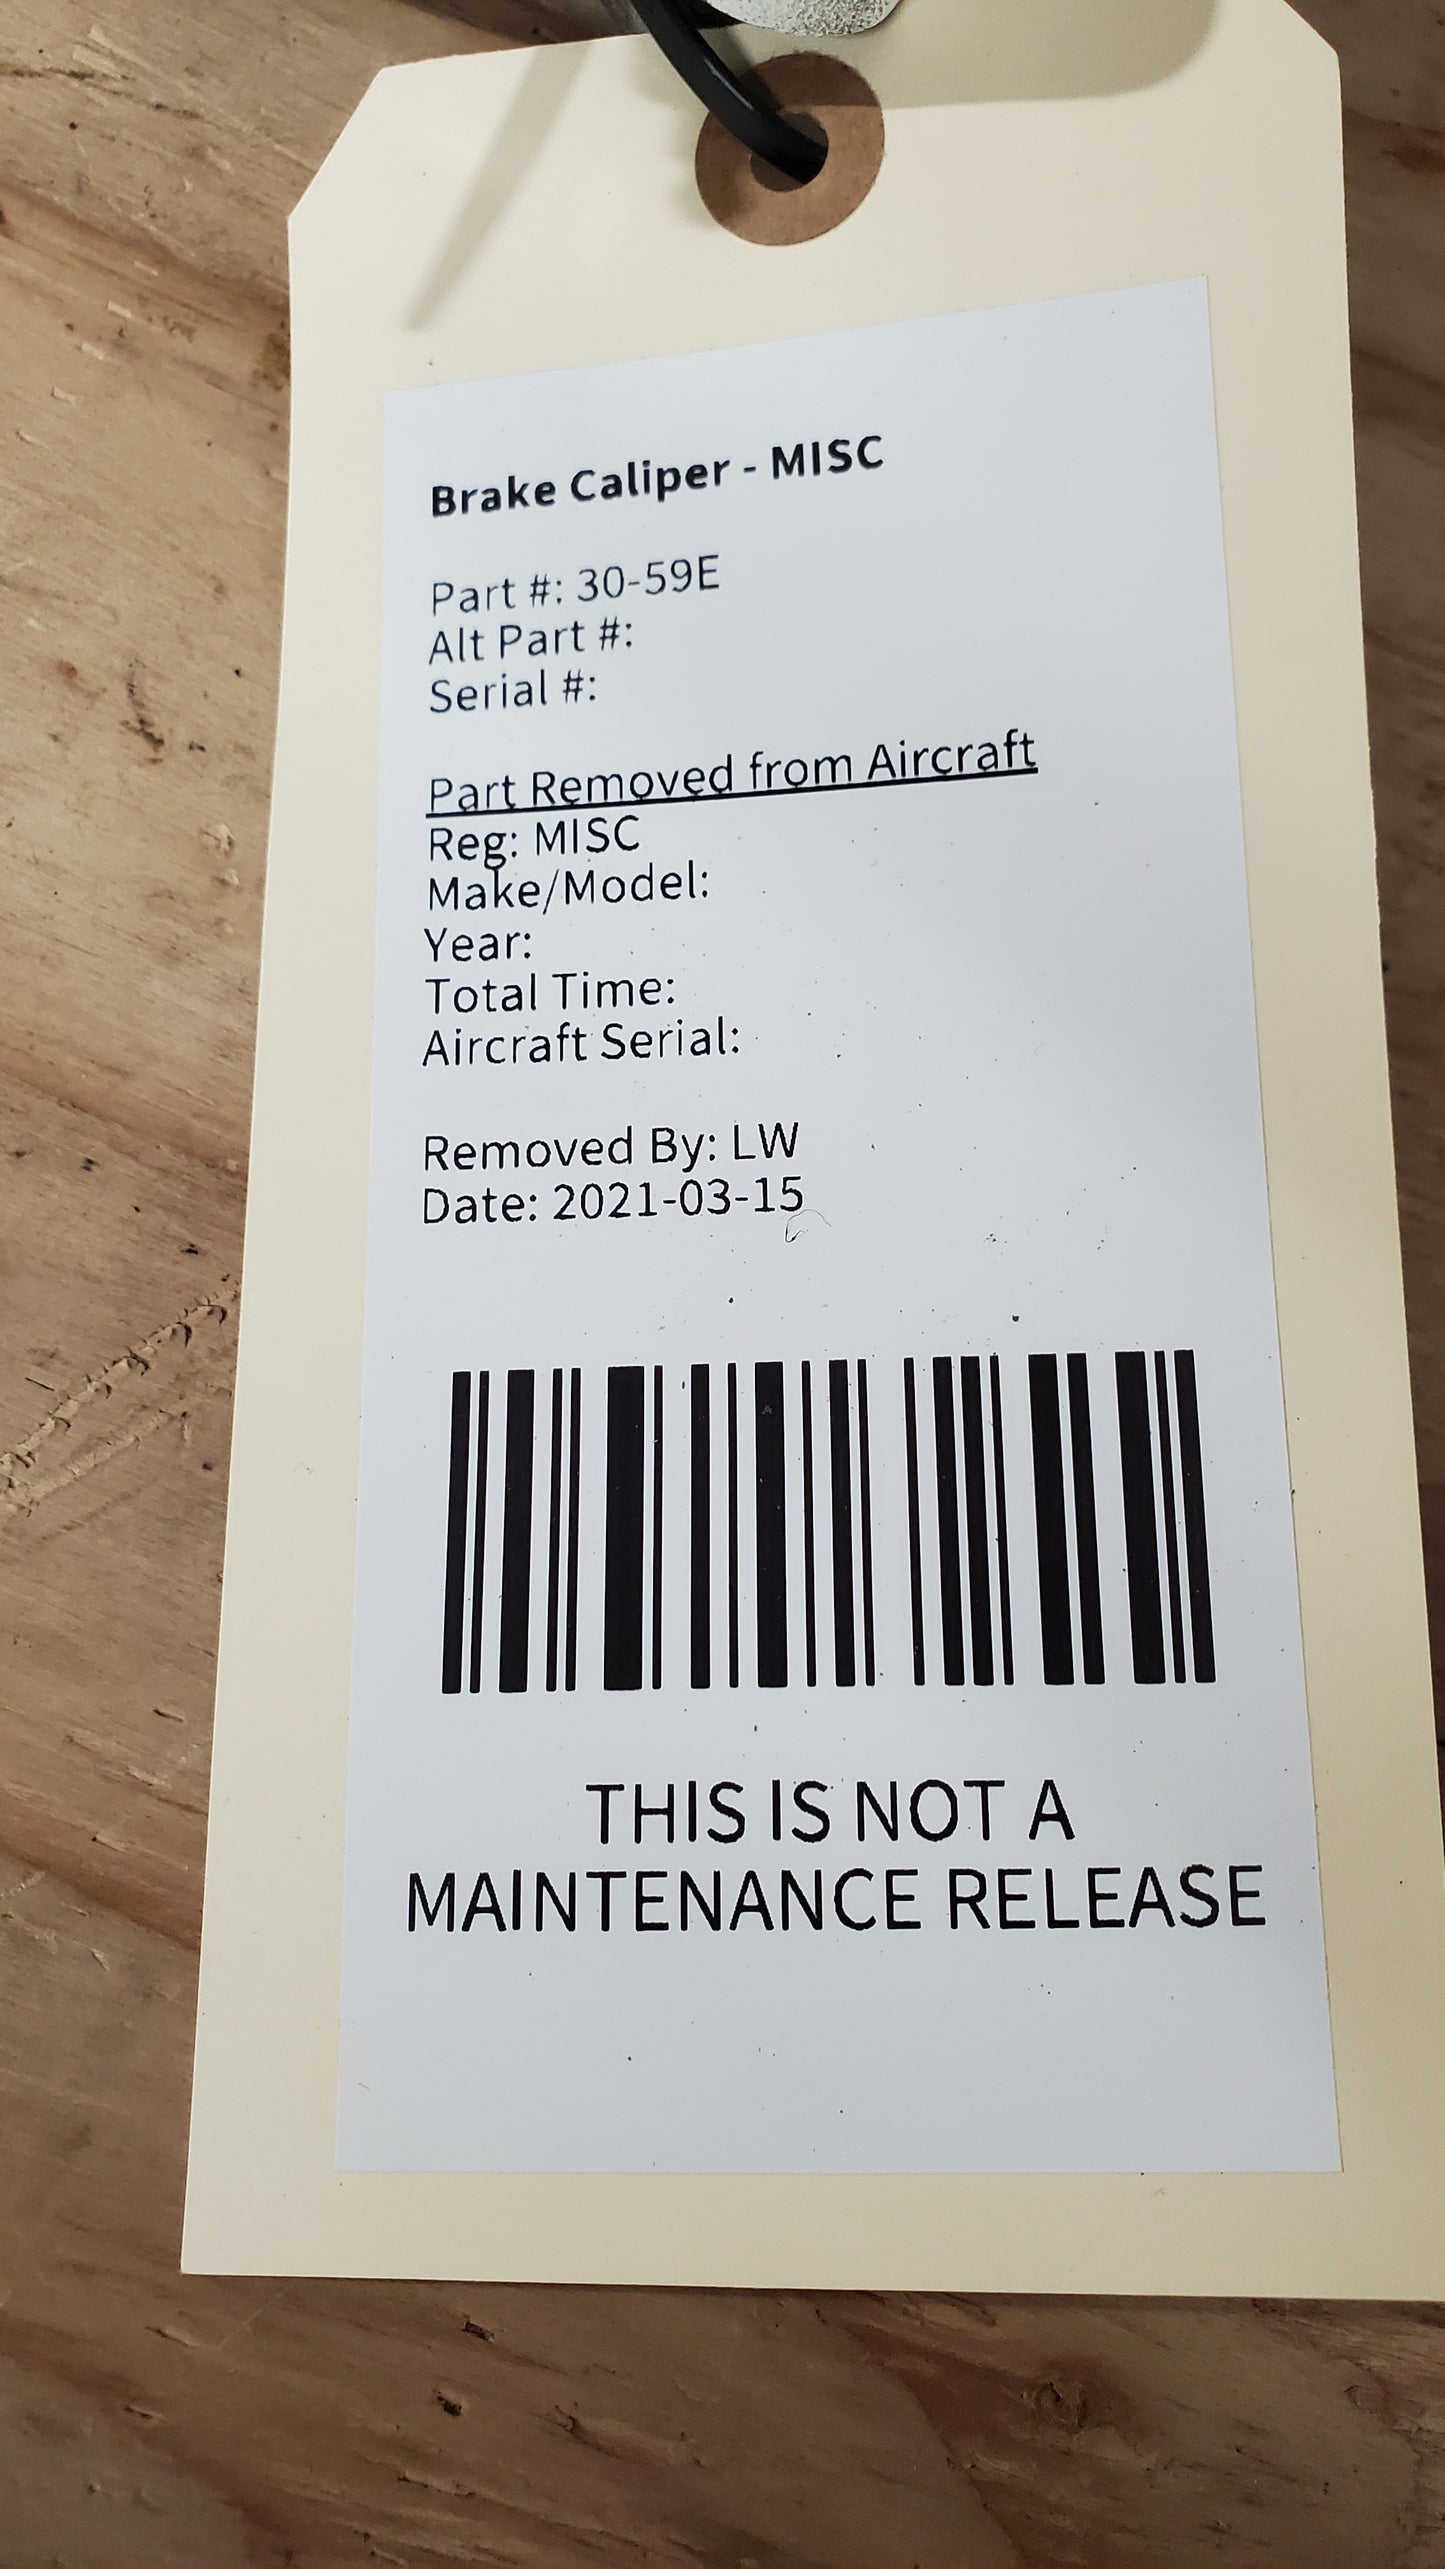 Brake Caliper - MISC
Part #: 30-59E
Alt Part #:
Serial #:
Part Removed from Aircraft
Reg: MISC
Make/Model:
Year:
Total Time:
Aircraft Serial:
Removed By: LW
Date: 2021-03-15
THIS IS NOT A
MAINTENANCE RELEASE